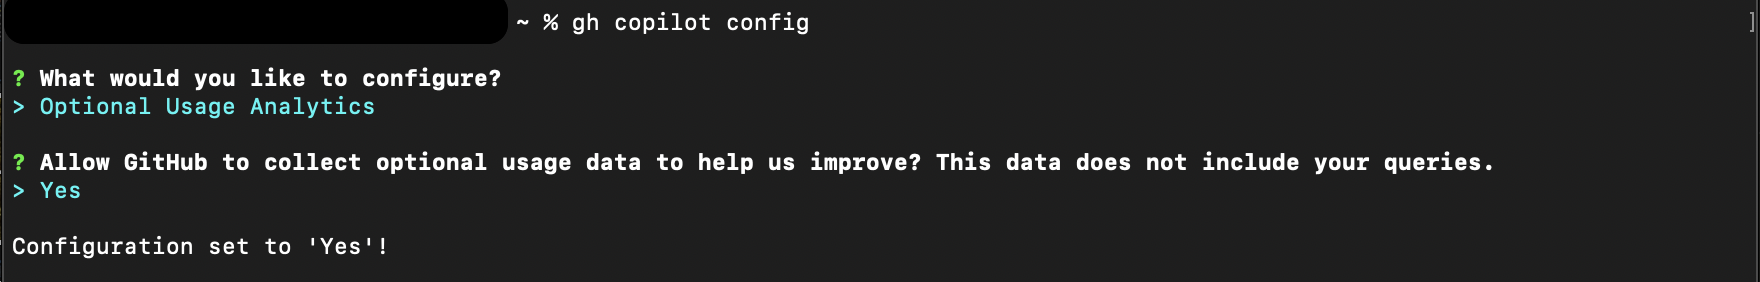 ~ % gh copilot config
? What would you like to configure?
> Optional Usage Analytics
? Allow GitHub to collect optional usage data to help us improve? This data does not include your queries.
> Yes
Configuration set to 'Yes'!